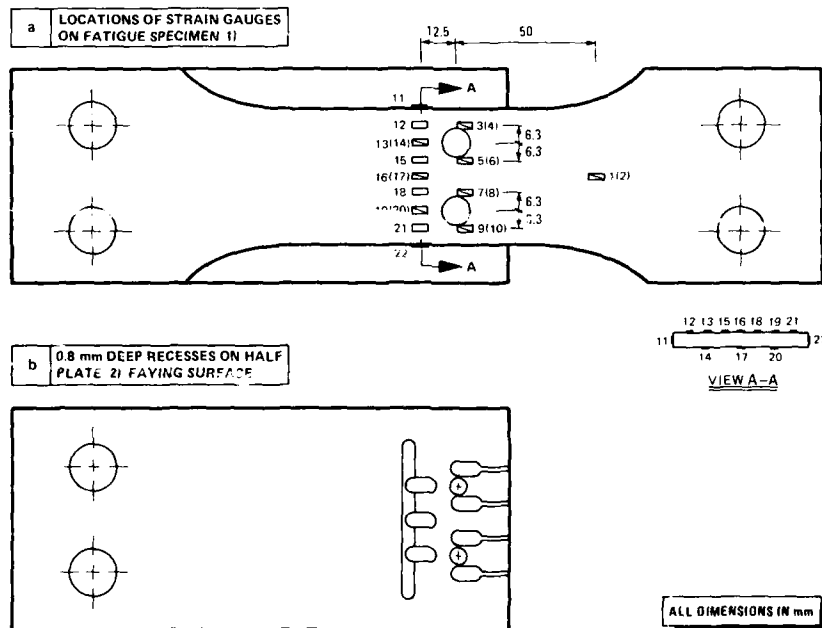 a
LOCATIONS OF STRAIN GAUGES
ON FATIGUE SPECIMEN 1)
12.5
50
A
11
12
3(4)
6.3
13(14)
6.3
15
5(6)
16(17)
1(2)
18
7(8)
6.3
21
9(10)
22
A
12 13 15 16 18 19 21
11
14 17 20
VIEW A–A
b
0.8 mm DEEP RECESSES ON HALF
PLATE 2) FAYING SURFACE
ALL DIMENSIONS IN mm